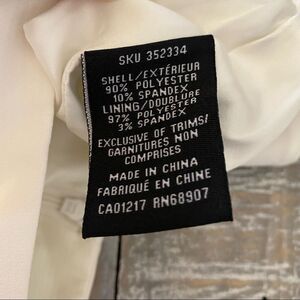 SKU 352334
SHELL/EXTÉRIEUR
90% POLYESTER
10% SPANDEX
LINING/DOUBLURE
97% POLYESTER
3% SPANDEX
EXCLUSIVE OF TRIMS/
GARNITURES NON
COMPRISES
MADE IN CHINA
FABRIQUÉ EN CHINE
CA01217 RN68907